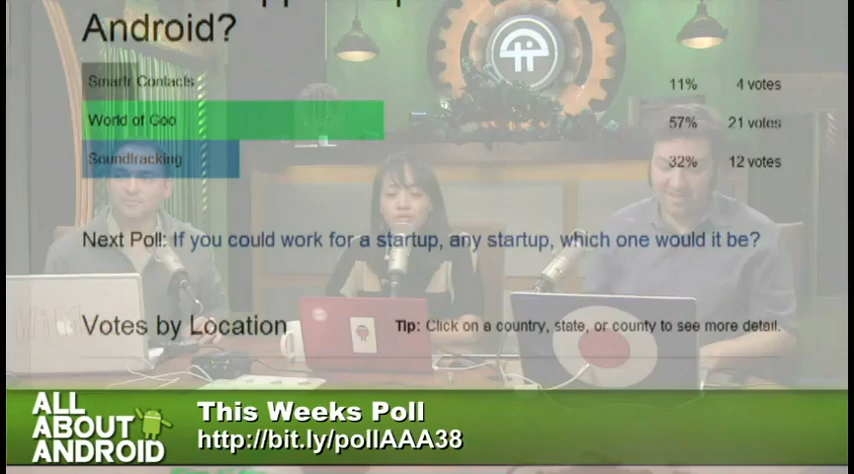 Android?
Smartr Contacts 11% 4 votes
World of Goo 57% 21 votes
Soundtracking 32% 12 votes
Next Poll: If you could work for a startup, any startup, which one would it be?
Votes by Location
Tip: Click on a country, state, or county to see more detail.
ALL
ABOUT
ANDROID
This Weeks Poll
http://bit.ly/pollAAA38